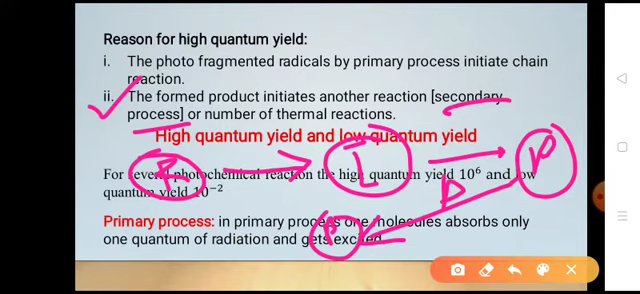 Reason for high quantum yield:
i. The photo fragmented radicals by primary process initiate chain
reaction.
ii. The formed product initiates another reaction [secondary
process] or number of thermal reactions.
High quantum yield and low quantum yield
For several photochemical reaction the high quantum yield 10⁶ and low
quantum yield 10⁻²
Primary process: in primary process one molecules absorbs only
one quantum of radiation and gets excited.